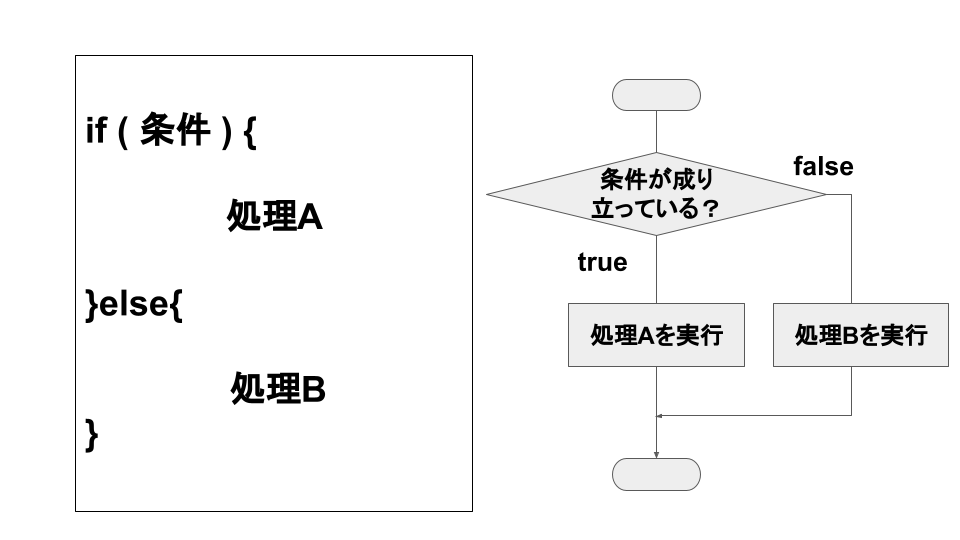 if ( 条件 ) {
処理A
}else{
処理B
}
条件が成り
立っている？
false
true
処理Aを実行
処理Bを実行